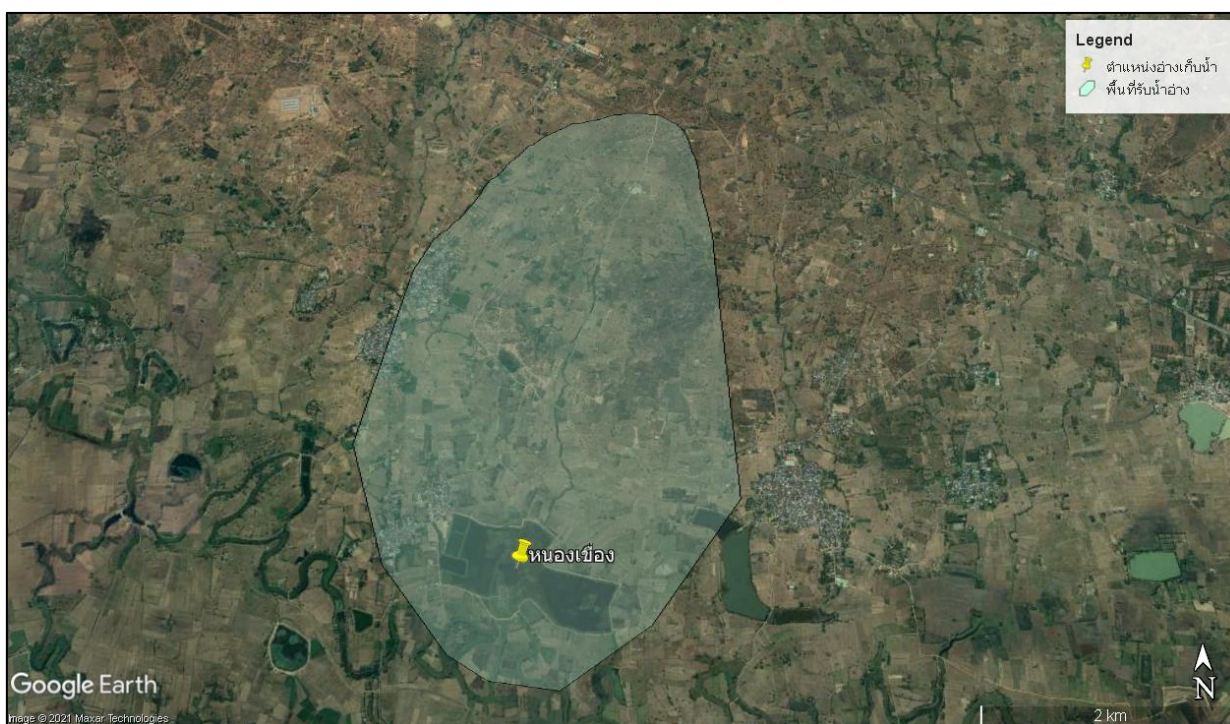 Legend
ตำแหน่งอ่างเก็บน้ำ
พื้นที่รับน้ำอ่าง
หนองเขื่อง
Google Earth
Image © 2021 Maxar Technologies
N
2 km